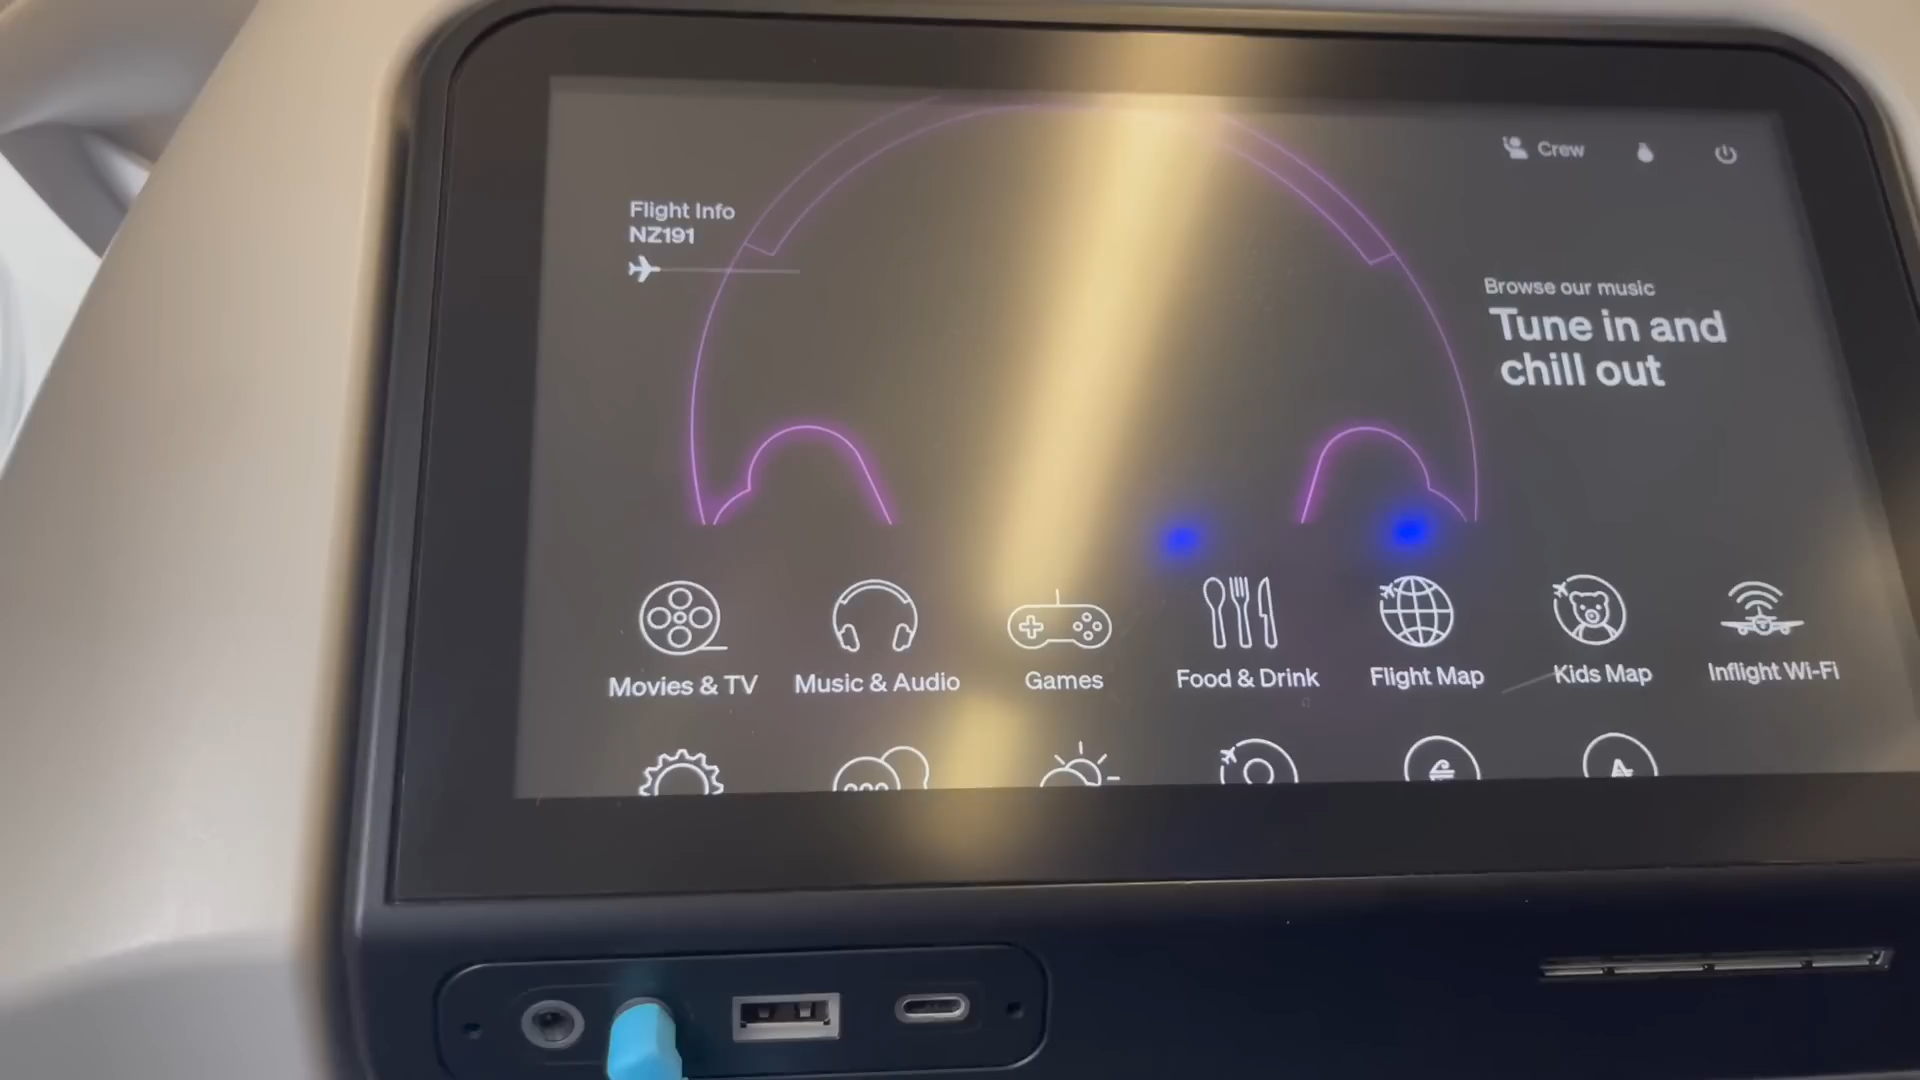 Crew
Flight Info
NZ191
Browse our music
Tune in and
chill out
Movies & TV
Music & Audio
Games
Food & Drink
Flight Map
Kids Map
Inflight Wi-Fi